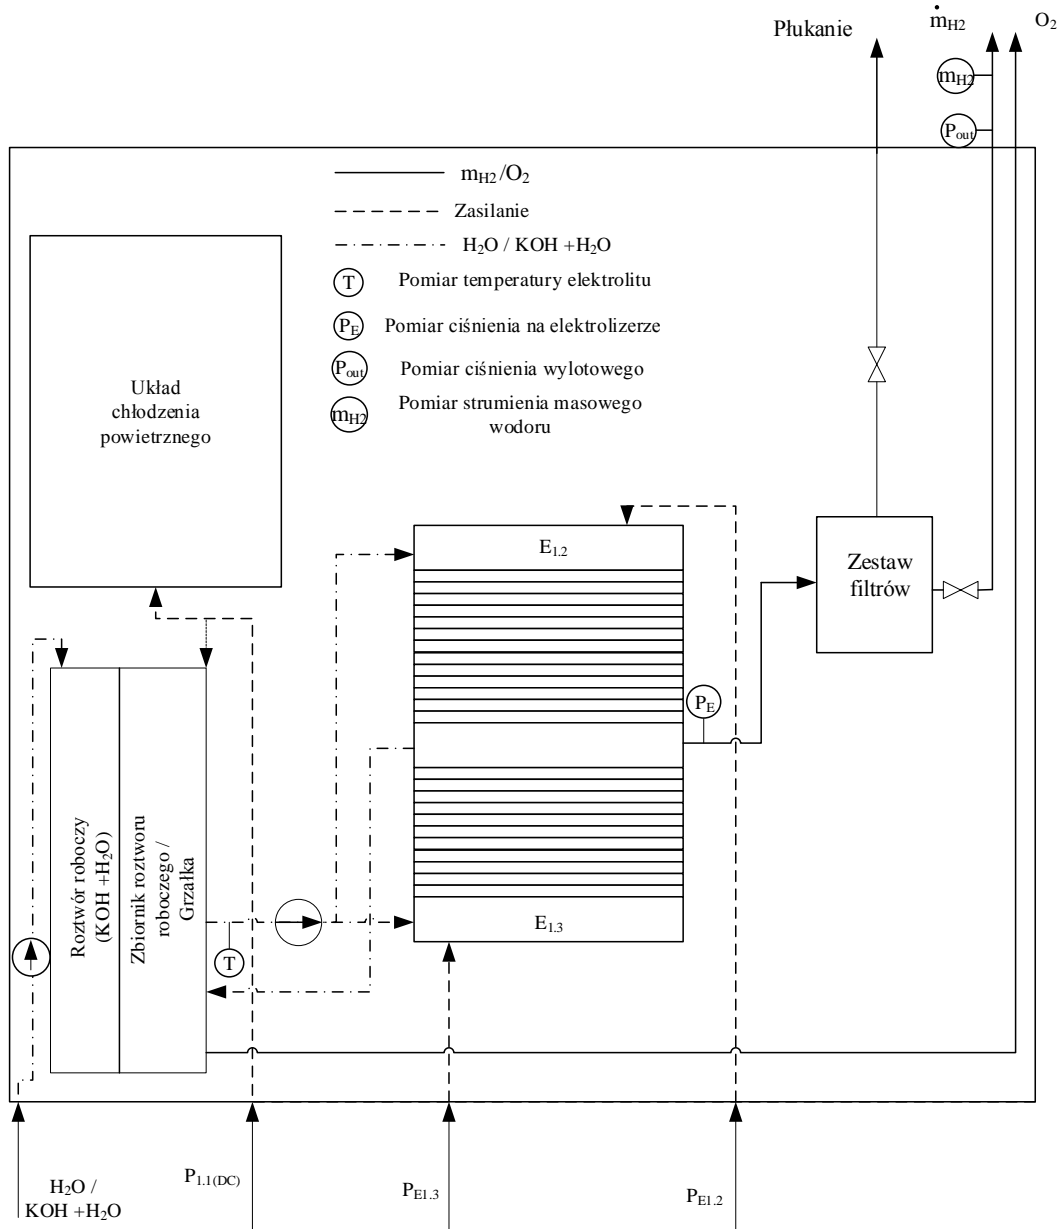 Płukanie
ṁH2
O2
mH2
Pout
mH2/O2
Zasilanie
H2O / KOH +H2O
T
Pomiar temperatury elektrolitu
PE
Pomiar ciśnienia na elektrolizerze
Pout
Pomiar ciśnienia wylotowego
mH2
Pomiar strumienia masowego
wodoru
Układ
chłodzenia
powietrznego
E1.2
Zestaw
filtrów
PE
Roztwór roboczy
(KOH +H2O)
Zbiornik roztworu
roboczego /
Grzałka
T
E1.3
H2O /
KOH +H2O
P1.1(DC)
PE1.3
PE1.2